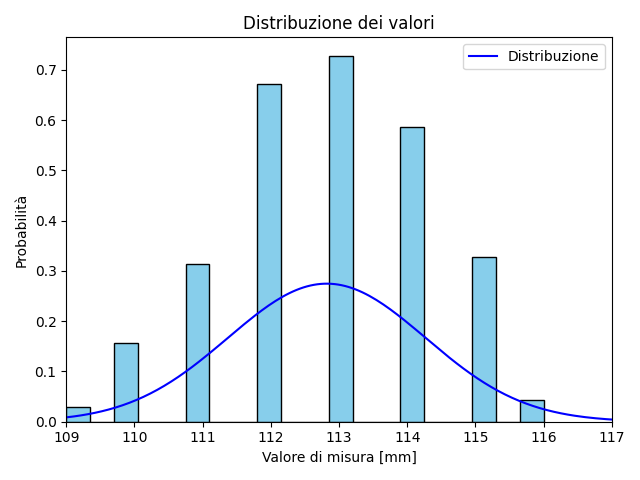 Distribuzione dei valori
Distribuzione
Probabilità
0.7
0.6
0.5
0.4
0.3
0.2
0.1
0.0
109 110 111 112 113 114 115 116 117
Valore di misura [mm]